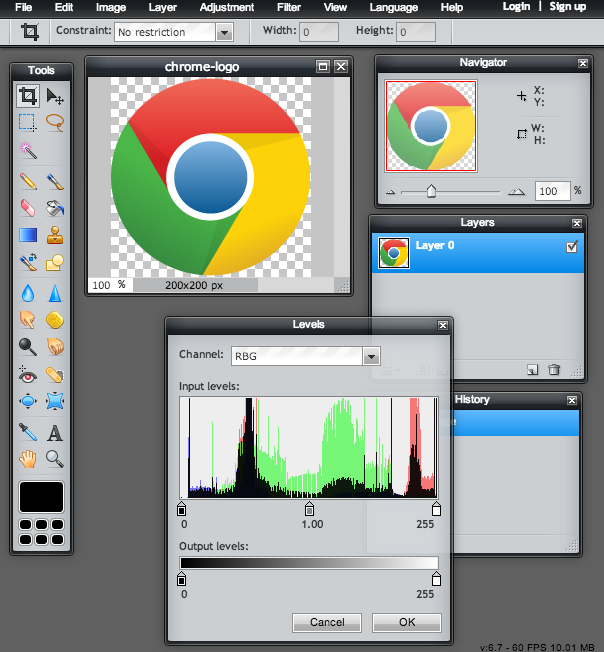 File Edit Image Layer Adjustment Filter View Language Help Login | Sign up
Constraint: No restriction Width: 0 Height: 0
Tools
chrome-logo
100 % 200x200 px
Navigator
X:
Y:
W:
H:
100 %
Layers
Layer 0
History
Levels
Channel: RBG
Input levels:
0 1.00 255
Output levels:
0 255
Cancel OK
A
v:6.7 - 60 FPS 10.01 MB